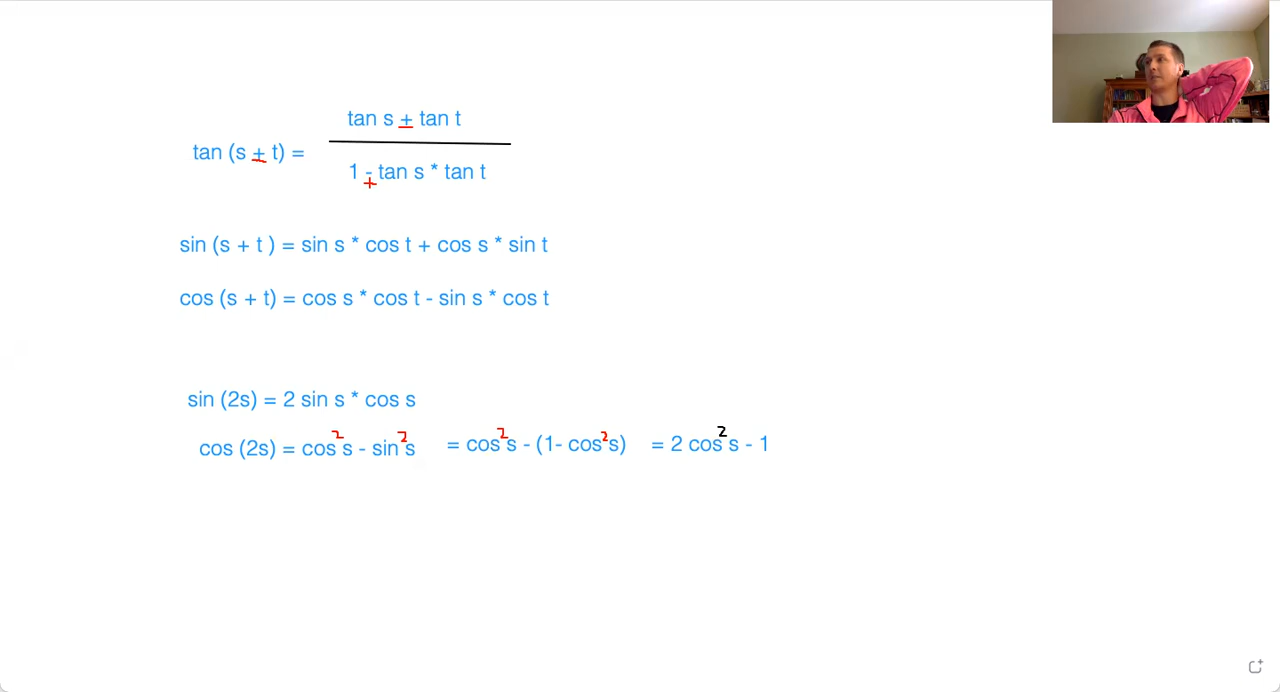 tan s ± tan t
tan (s ± t) =
1 ∓ tan s * tan t
sin (s + t ) = sin s * cos t + cos s * sin t
cos (s + t) = cos s * cos t - sin s * cos t
sin (2s) = 2 sin s * cos s
cos (2s) = cos²s - sin²s = cos²s - (1- cos²s) = 2 cos²s - 1